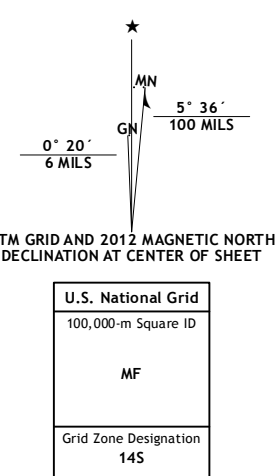 ★
MN
5° 36´
100 MILS
GN
0° 20´
6 MILS
TM GRID AND 2012 MAGNETIC NORTH
DECLINATION AT CENTER OF SHEET
U.S. National Grid
100,000-m Square ID
MF
Grid Zone Designation
14S